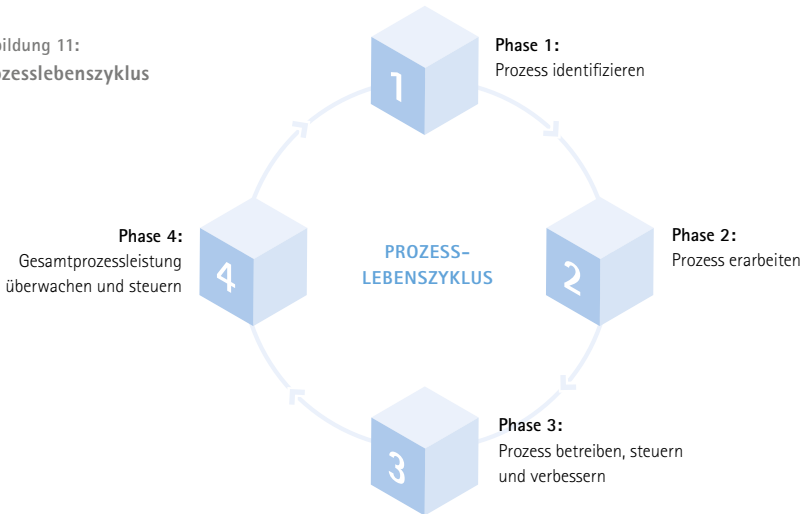 bildung 11:
zesslebenszyklus
1
Phase 1:
Prozess identifizieren
Phase 4:
Gesamtprozessleistung
überwachen und steuern
4
PROZESS-
LEBENSZYKLUS
2
Phase 2:
Prozess erarbeiten
3
Phase 3:
Prozess betreiben, steuern
und verbessern